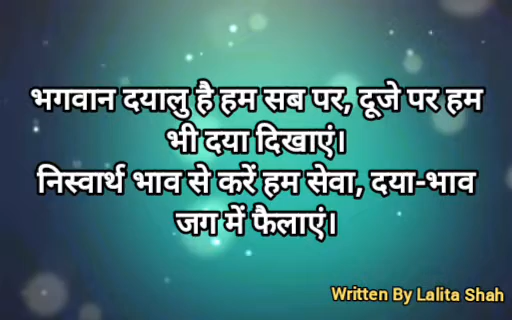 भगवान दयालु है हम सब पर, दूजे पर हम
भी दया दिखाएं।
निस्वार्थ भाव से करें हम सेवा, दया-भाव
जग में फैलाएं।
Written By Lalita Shah